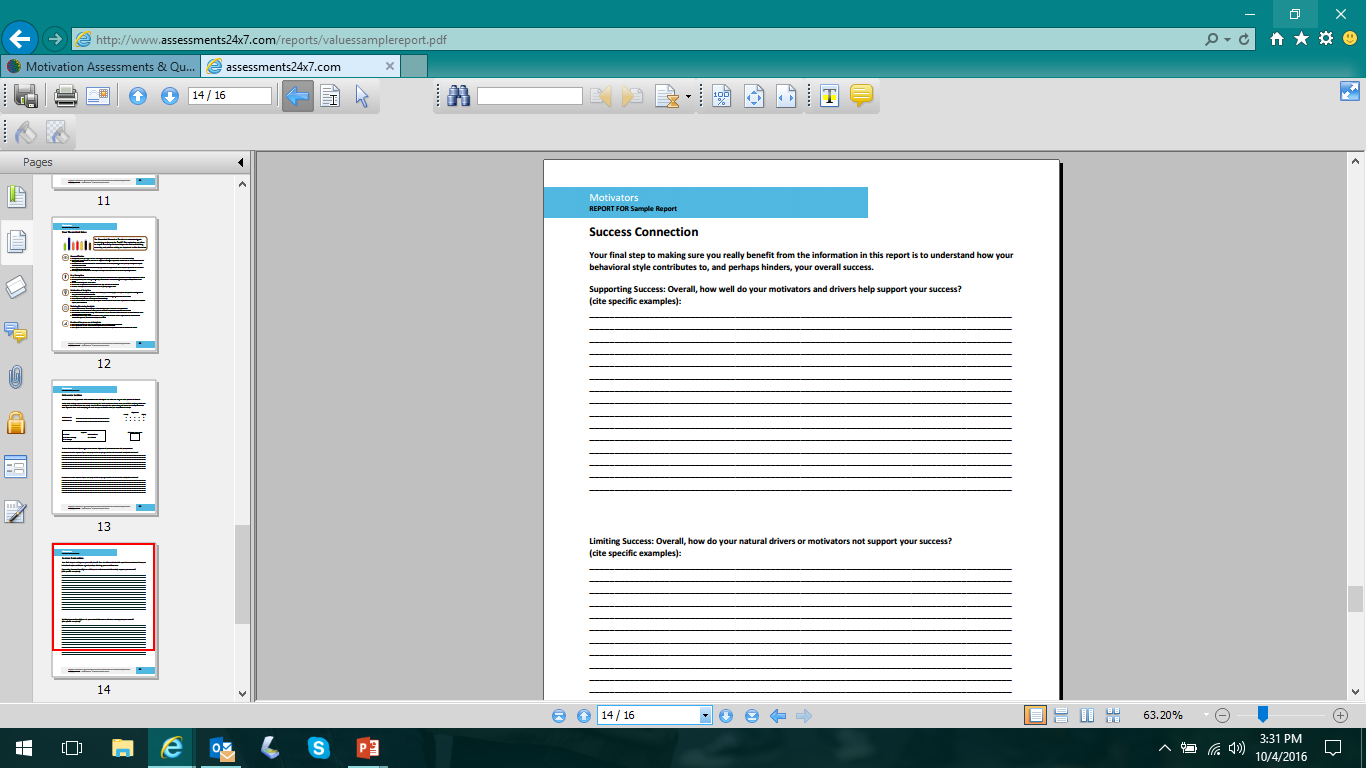 http://www.assessments24x7.com/reports/valuessamplereport.pdf
Motivation Assessments & Qu...
assessments24x7.com
14 / 16
100%
Pages
11
12
13
14
Motivators
REPORT FOR Sample Report
Success Connection
Your final step to making sure you really benefit from the information in this report is to understand how your
behavioral style contributes to, and perhaps hinders, your overall success.
Supporting Success: Overall, how well do your motivators and drivers help support your success?
(cite specific examples):
Limiting Success: Overall, how do your natural drivers or motivators not support your success?
(cite specific examples):
14 / 16
63.20%
3:31 PM
10/4/2016